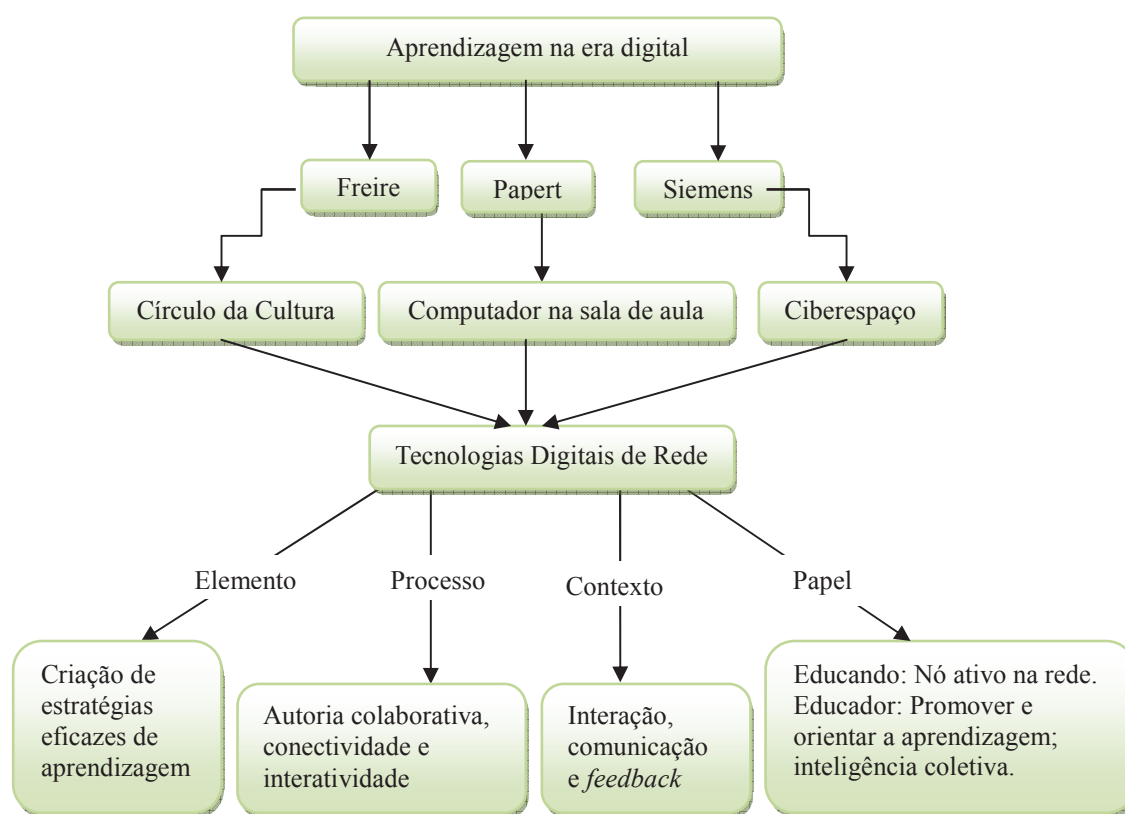 Aprendizagem na era digital
Freire
Papert
Siemens
Círculo da Cultura
Computador na sala de aula
Ciberespaço
Tecnologias Digitais de Rede
Elemento
Processo
Contexto
Papel
Criação de
estratégias
eficazes de
aprendizagem
Autoria colaborativa,
conectividade e
interatividade
Interação,
comunicação
e feedback
Educando: Nó ativo na rede.
Educador: Promover e
orientar a aprendizagem;
inteligência coletiva.